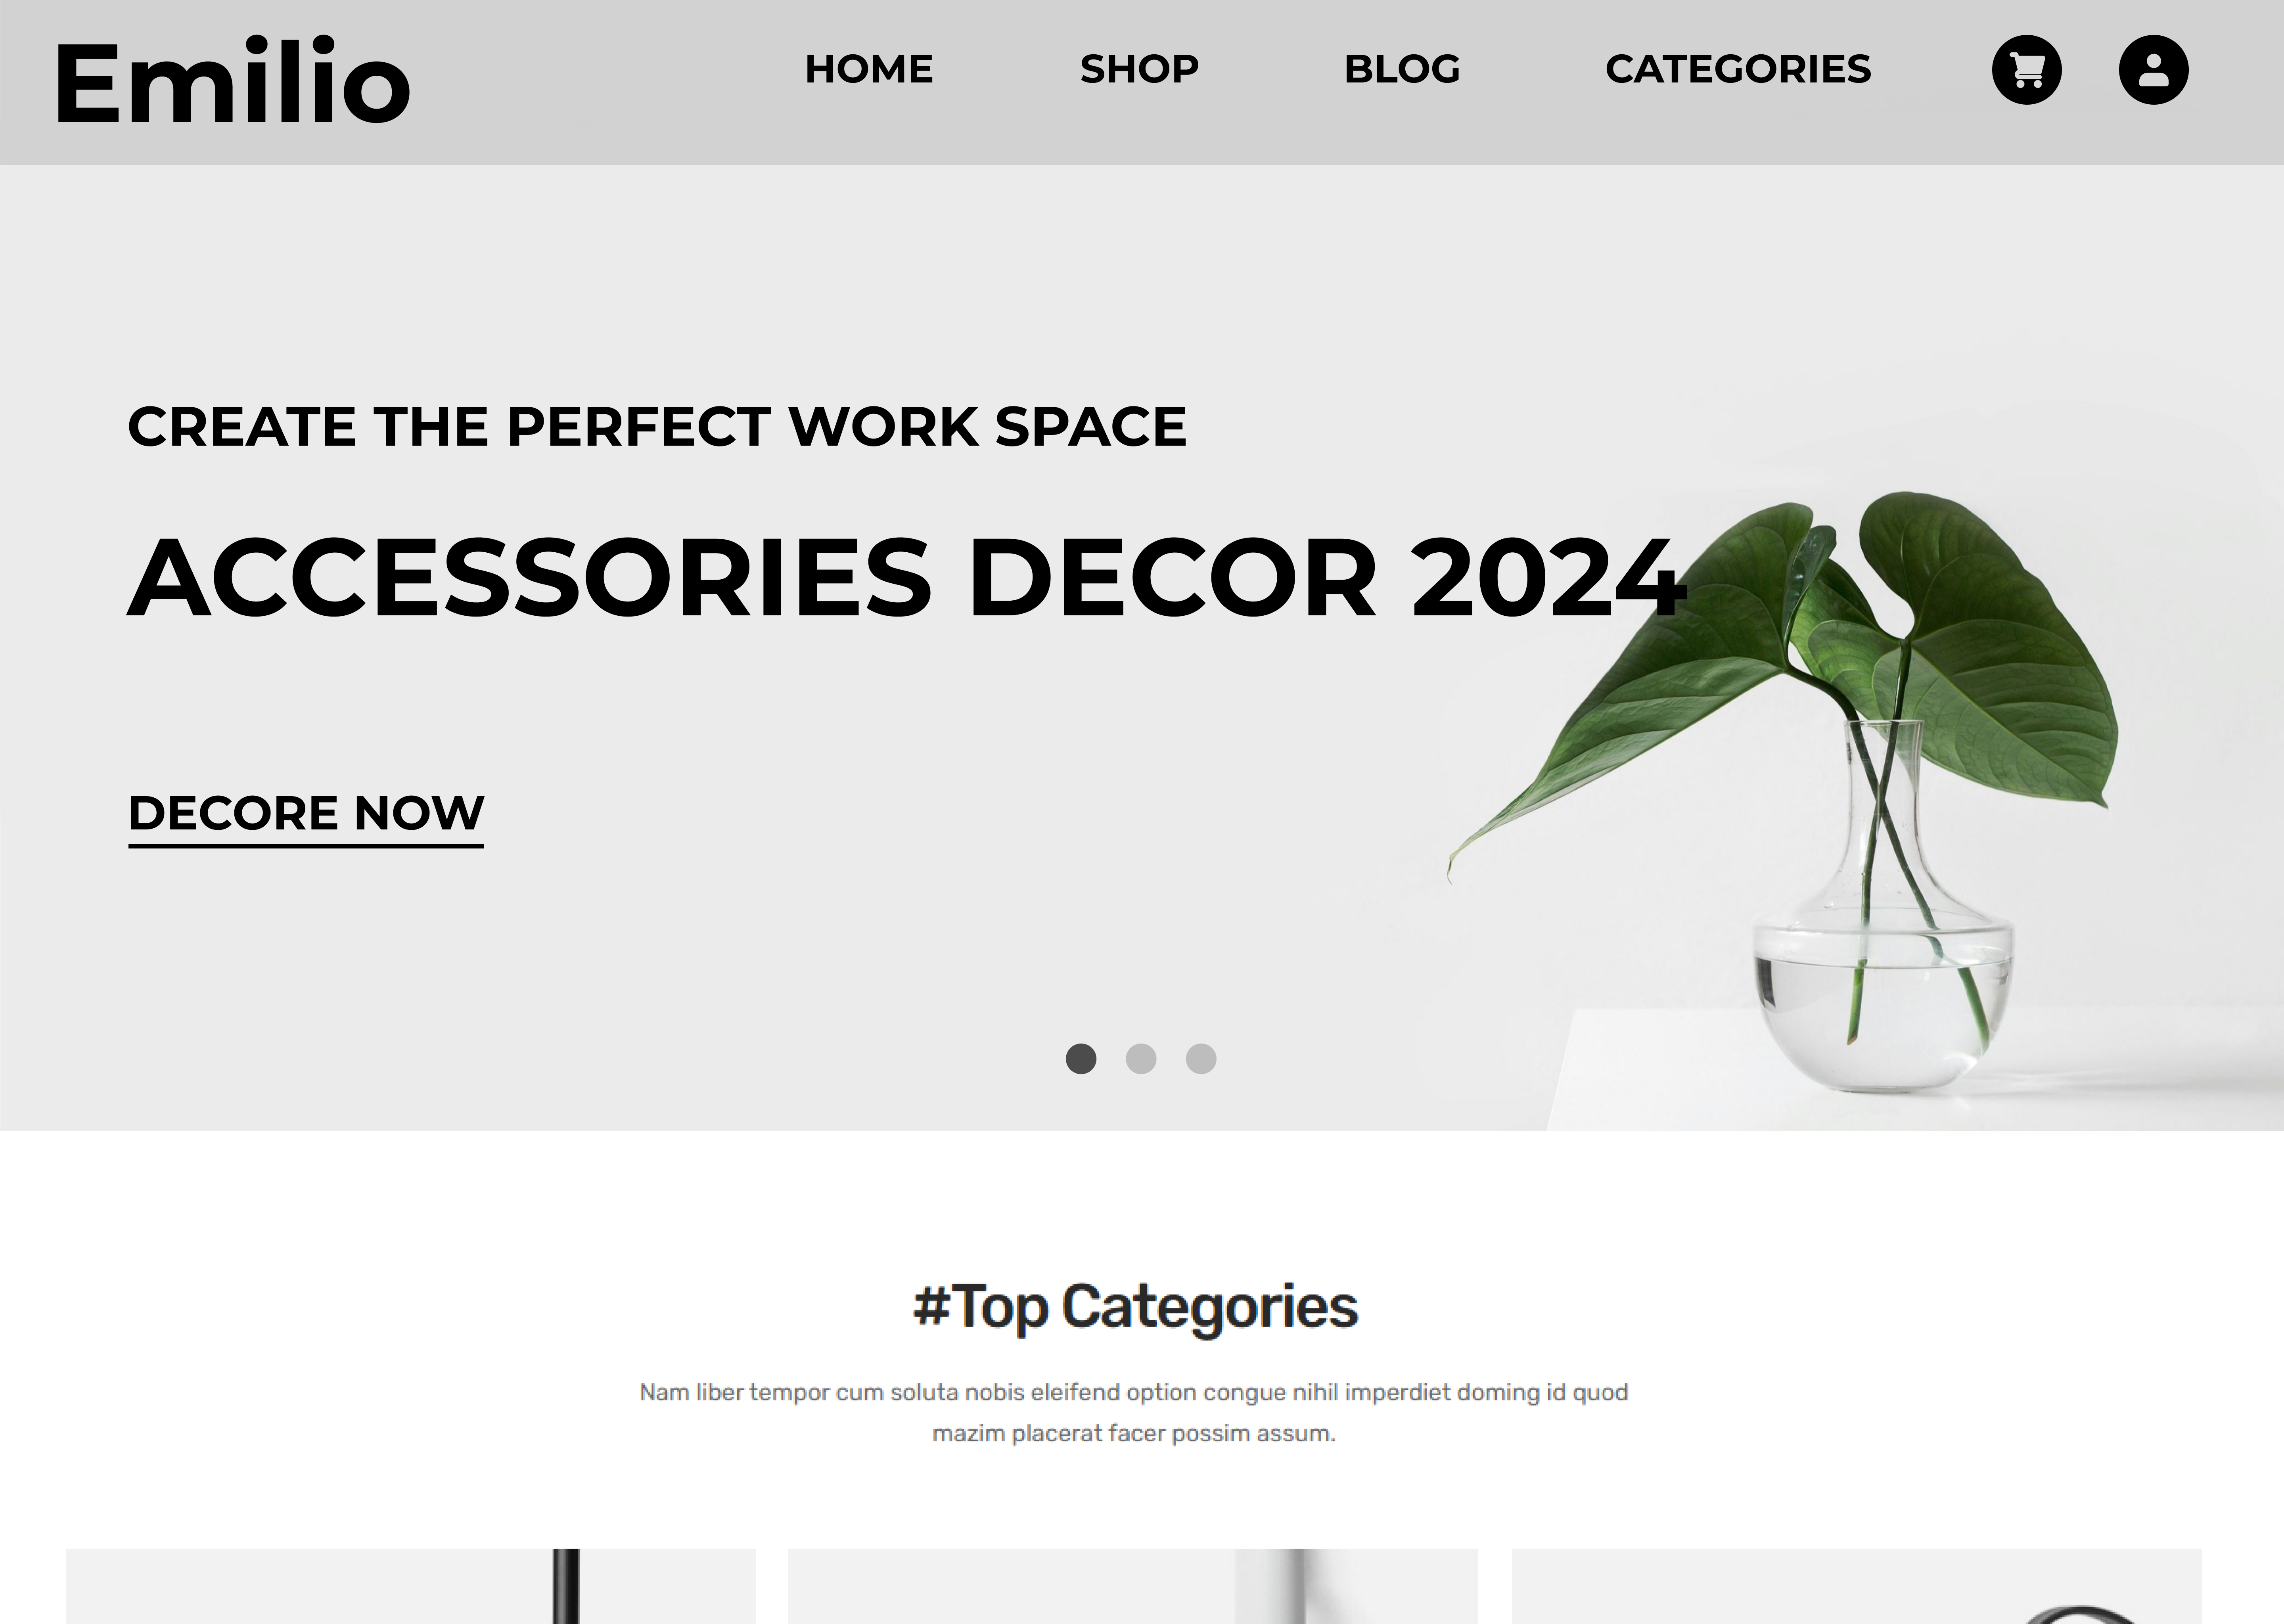 Emilio
HOME SHOP BLOG CATEGORIES
CREATE THE PERFECT WORK SPACE
ACCESSORIES DECOR 2024
DECORE NOW
#Top Categories
Nam liber tempor cum soluta nobis eleifend option congue nihil imperdiet doming id quod
mazim placerat facer possim assum.